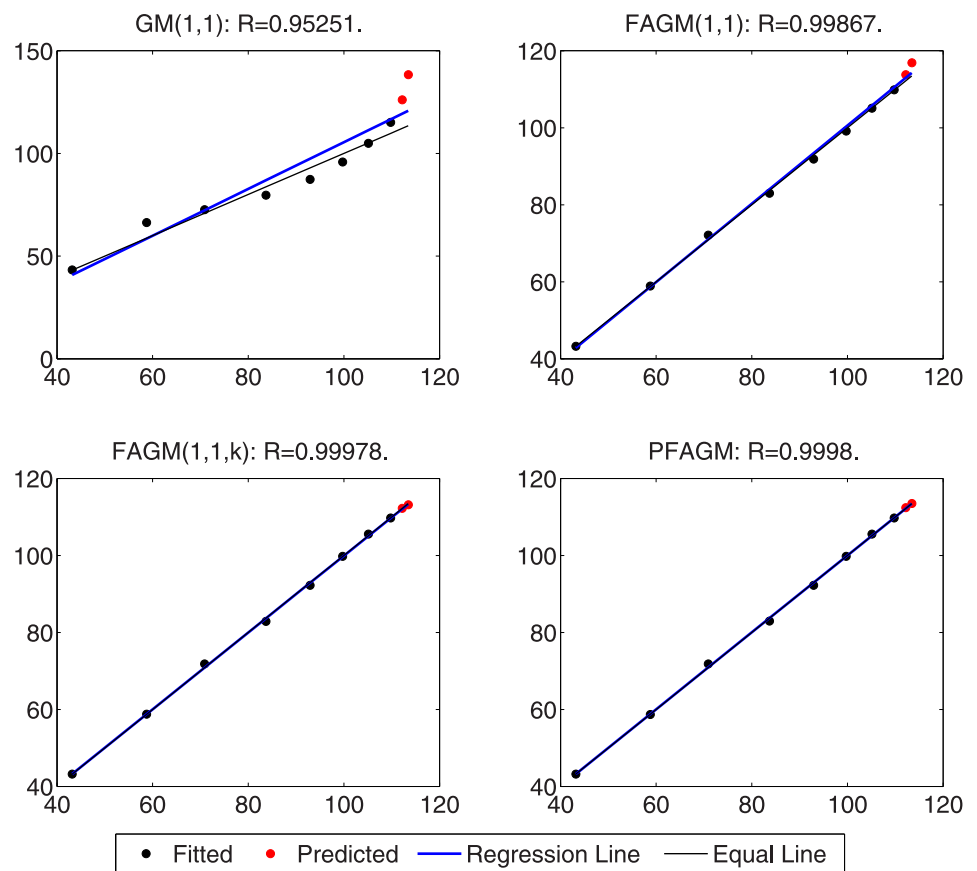 GM(1,1): R=0.95251.
150
100
50
0
40 60 80 100 120
FAGM(1,1): R=0.99867.
120
100
80
60
40
40 60 80 100 120
FAGM(1,1,k): R=0.99978.
120
100
80
60
40
40 60 80 100 120
PFAGM: R=0.9998.
120
100
80
60
40
40 60 80 100 120
Fitted Predicted Regression Line Equal Line